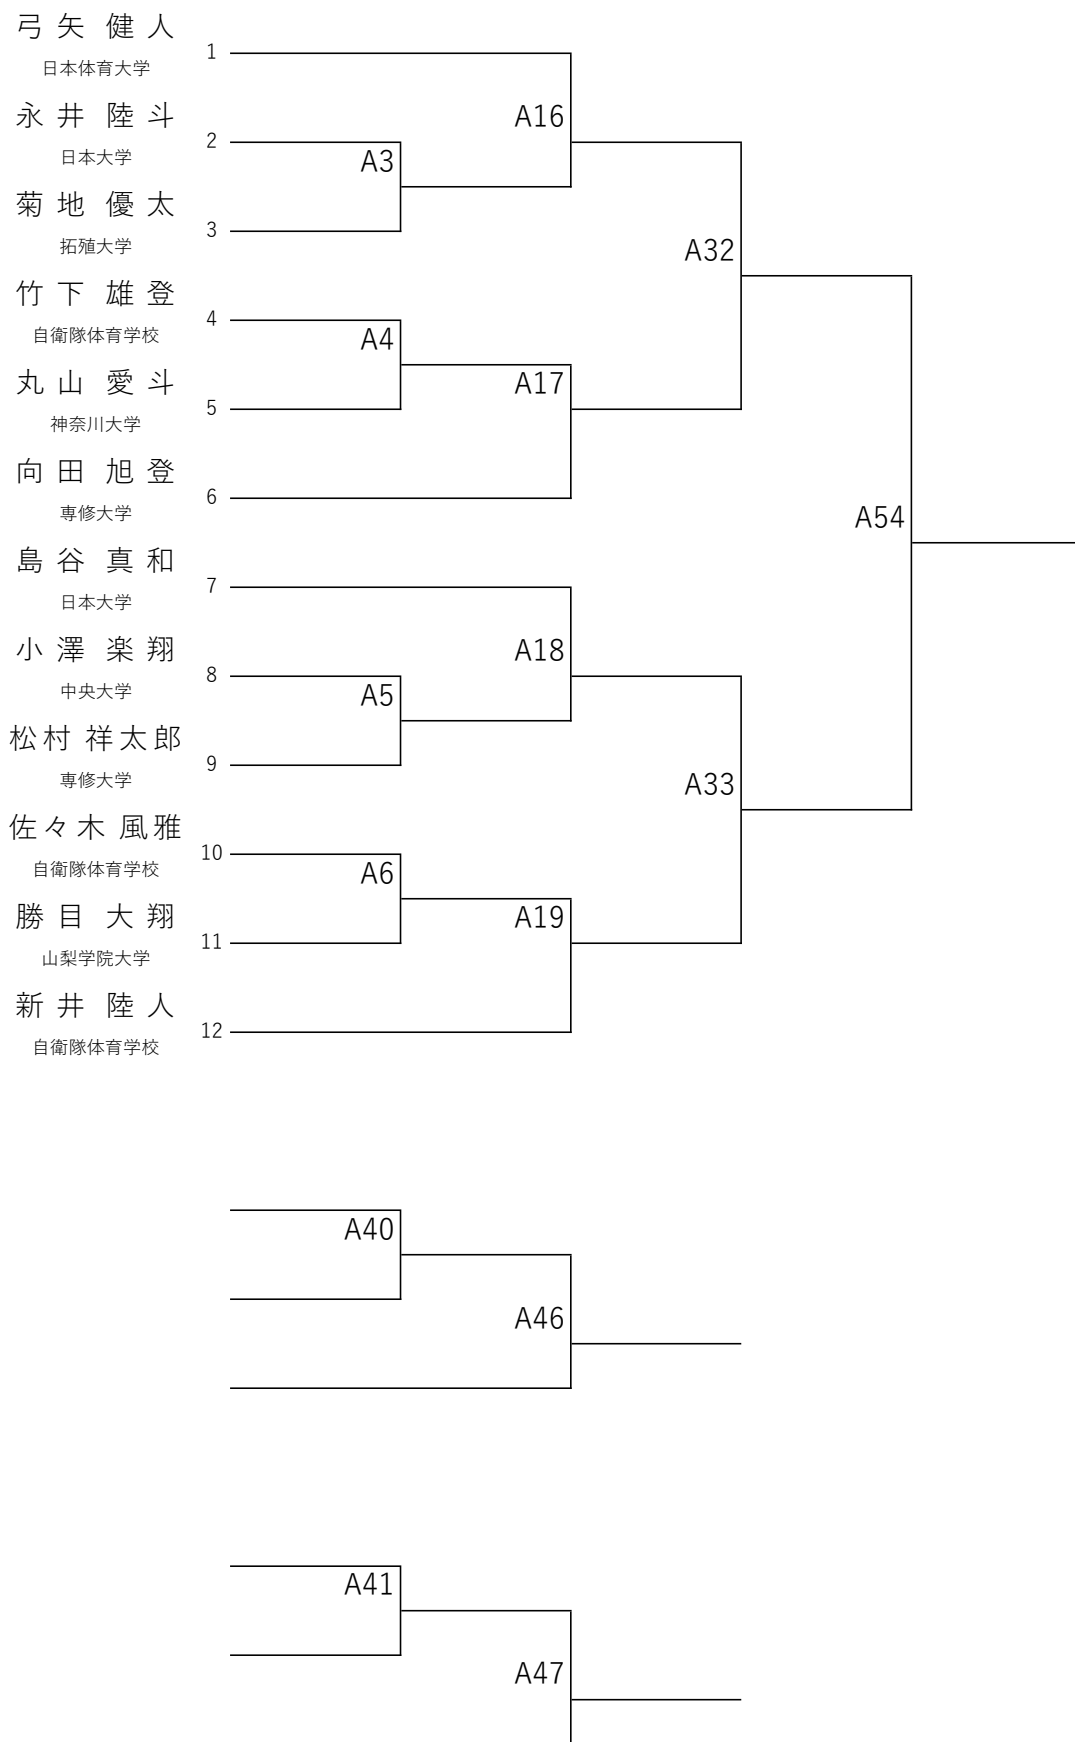 弓矢 健人
日本体育大学
1
A16
永井 陸斗
日本大学
2
A3
菊地 優太
拓殖大学
3
A32
竹下 雄登
自衛隊体育学校
4
A4
丸山 愛斗
神奈川大学
5
A17
向田 旭登
専修大学
6
A54
島谷 真和
日本大学
7
A18
小澤 楽翔
中央大学
8
A5
松村 祥太郎
専修大学
9
A33
佐々木 風雅
自衛隊体育学校
10
A6
勝目 大翔
山梨学院大学
11
A19
新井 陸人
自衛隊体育学校
12
A40
A46
A41
A47